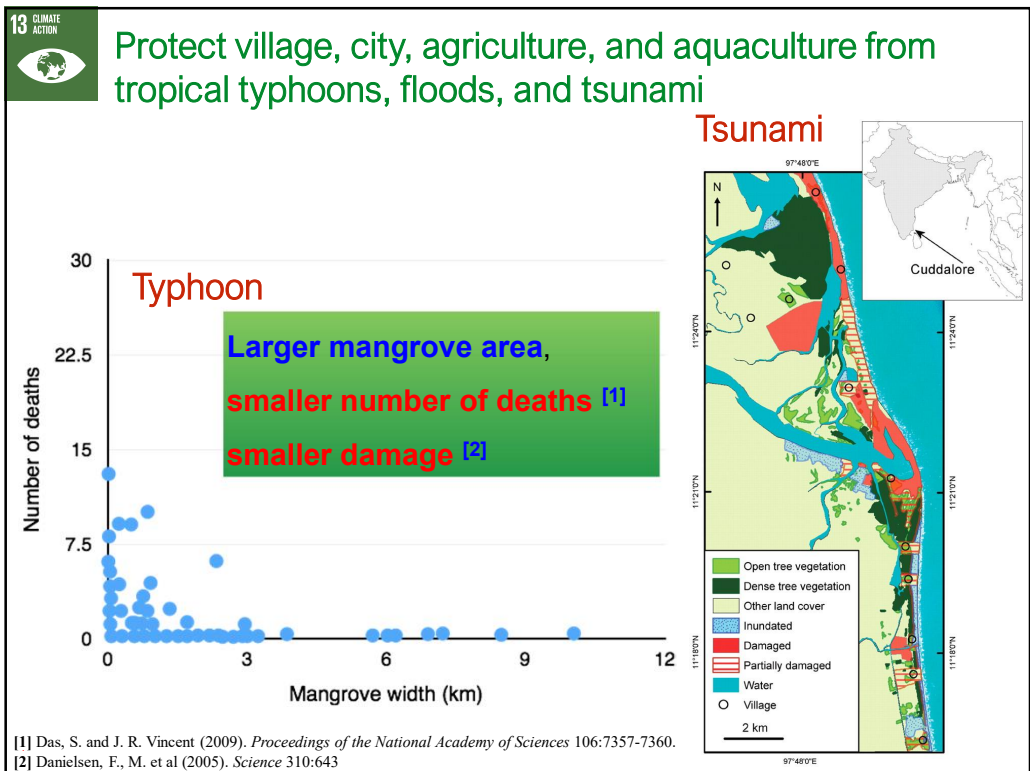 13 CLIMATE
ACTION
Protect village, city, agriculture, and aquaculture from
tropical typhoons, floods, and tsunami
Tsunami
97°48'0"E
N
Cuddalore
11°24'0"N
11°24'0"N
11°21'0"N
11°21'0"N
11°18'0"N
11°18'0"N
Open tree vegetation
Dense tree vegetation
Other land cover
Inundated
Damaged
Partially damaged
Water
Village
2 km
97°48'0"E
Typhoon
Larger mangrove area,
smaller number of deaths [1]
smaller damage [2]
Number of deaths
30
22.5
15
7.5
0
0
3
6
9
12
Mangrove width (km)
[1] Das, S. and J. R. Vincent (2009). Proceedings of the National Academy of Sciences 106:7357-7360.
[2] Danielsen, F., M. et al (2005). Science 310:643